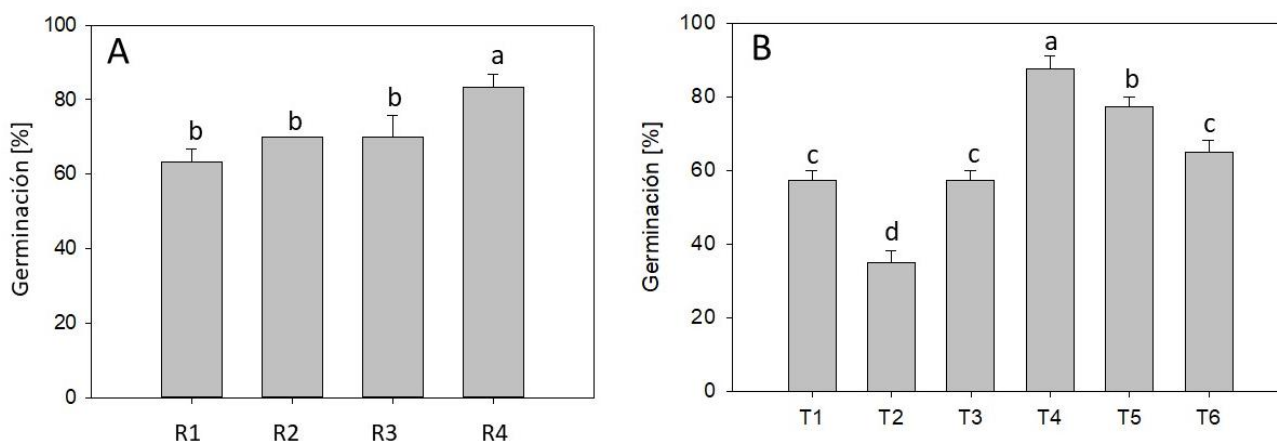 A
Germinación [%]
100
80
60
40
20
0
b
b
b
a
R1 R2 R3 R4
B
Germinación [%]
100
80
60
40
20
0
c
d
c
a
b
c
T1 T2 T3 T4 T5 T6